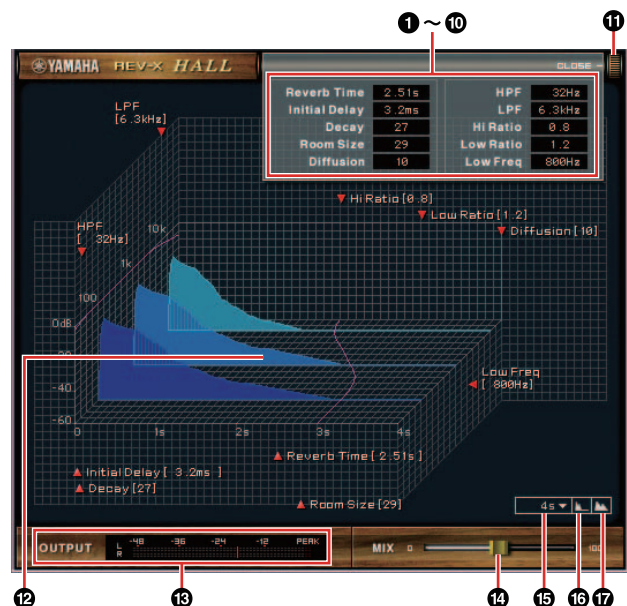 ❶ ～ ❿
⓫
YAMAHA REV-X HALL
CLOSE
Reverb Time 2.51s HPF 32Hz
Initial Delay 3.2ms LPF 6.3kHz
Decay 27 Hi Ratio 0.8
Room Size 29 Low Ratio 1.2
Diffusion 10 Low Freq 800Hz
LPF
[6.3kHz]
Hi Ratio [0.8]
Low Ratio [1.2]
Diffusion [10]
HPF
[ 32Hz]
10k
1k
100
0dB
-20
-40
-60
0 1s 2s 3s 4s
Low Freq
[ 800Hz]
Reverb Time [ 2.51s ]
Initial Delay [ 3.2ms ]
Decay [27]
Room Size [29]
4s
OUTPUT L R -48 -36 -24 -12 PEAK
MIX 0 100
⓬ ⓭ ⓮ ⓯ ⓰ ⓱